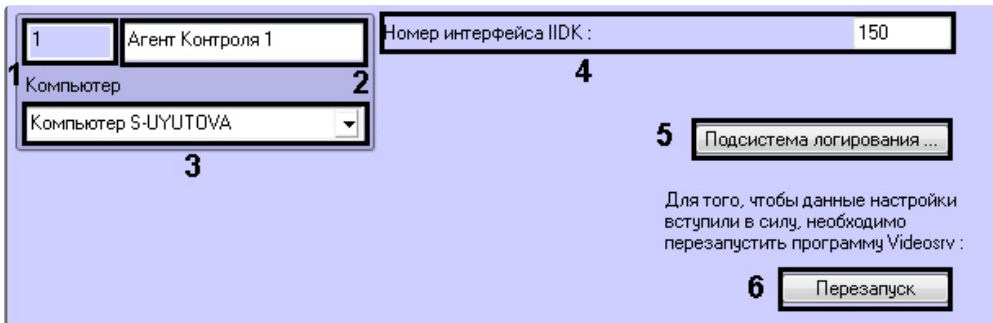 1
Агент Контроля 1
Номер интерфейса IIDK :
150
1
2
4
Компьютер
Компьютер S-UYUTOVA
3
5
Подсистема логирования ...
Для того, чтобы данные настройки
вступили в силу, необходимо
перезапустить программу Videosrv :
6
Перезапуск